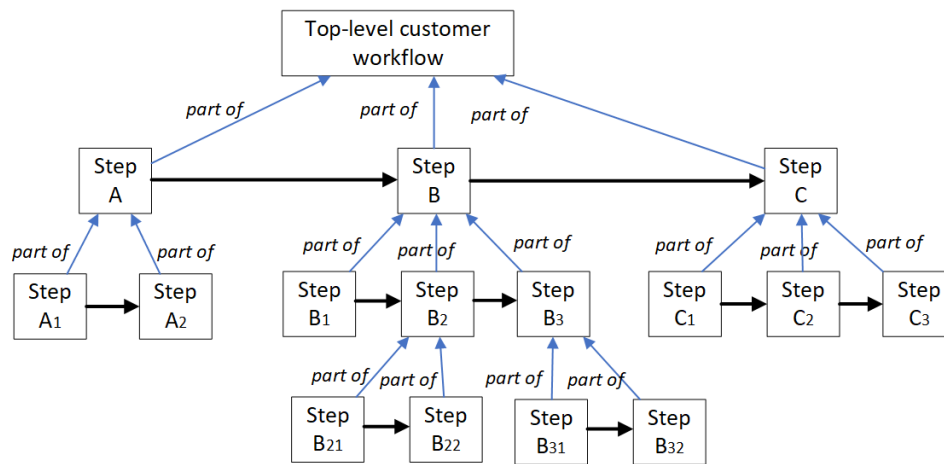 Top-level customer
workflow
part of
part of
part of
Step
A
Step
B
Step
C
part of
part of
part of
part of
part of
part of
part of
part of
Step
A1
Step
A2
Step
B1
Step
B2
Step
B3
Step
C1
Step
C2
Step
C3
part of
part of
part of
part of
Step
B21
Step
B22
Step
B31
Step
B32